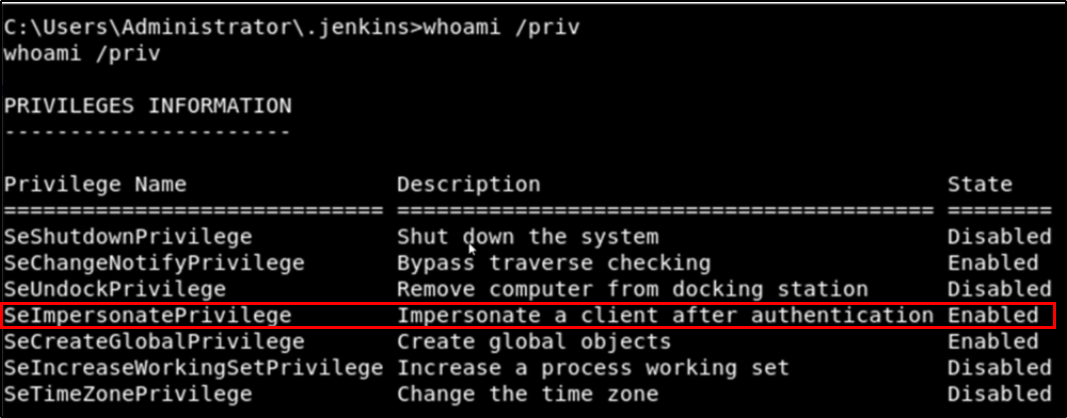 C:\Users\Administrator\.jenkins>whoami /priv
whoami /priv
PRIVILEGES INFORMATION
----------------------
Privilege Name                Description                               State
============================= ========================================= ========
SeShutdownPrivilege           Shut down the system                      Disabled
SeChangeNotifyPrivilege       Bypass traverse checking                  Enabled
SeUndockPrivilege             Remove computer from docking station      Disabled
SeImpersonatePrivilege        Impersonate a client after authentication Enabled
SeCreateGlobalPrivilege       Create global objects                     Enabled
SeIncreaseWorkingSetPrivilege Increase a process working set            Disabled
SeTimeZonePrivilege           Change the time zone                      Disabled